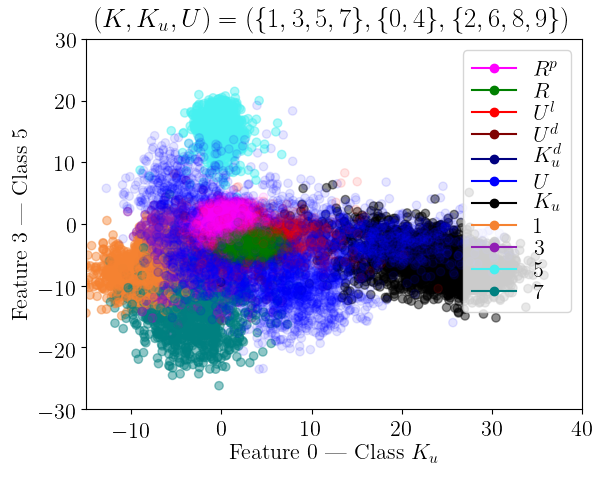 (K, K_u, U) = ({1, 3, 5, 7}, {0, 4}, {2, 6, 8, 9})
30
20
10
0
−10
−20
−30
Feature 3 — Class 5
−10
0
10
20
30
40
Feature 0 — Class K_u
R^p
R
U^l
U^d
K_u^d
U
K_u
1
3
5
7